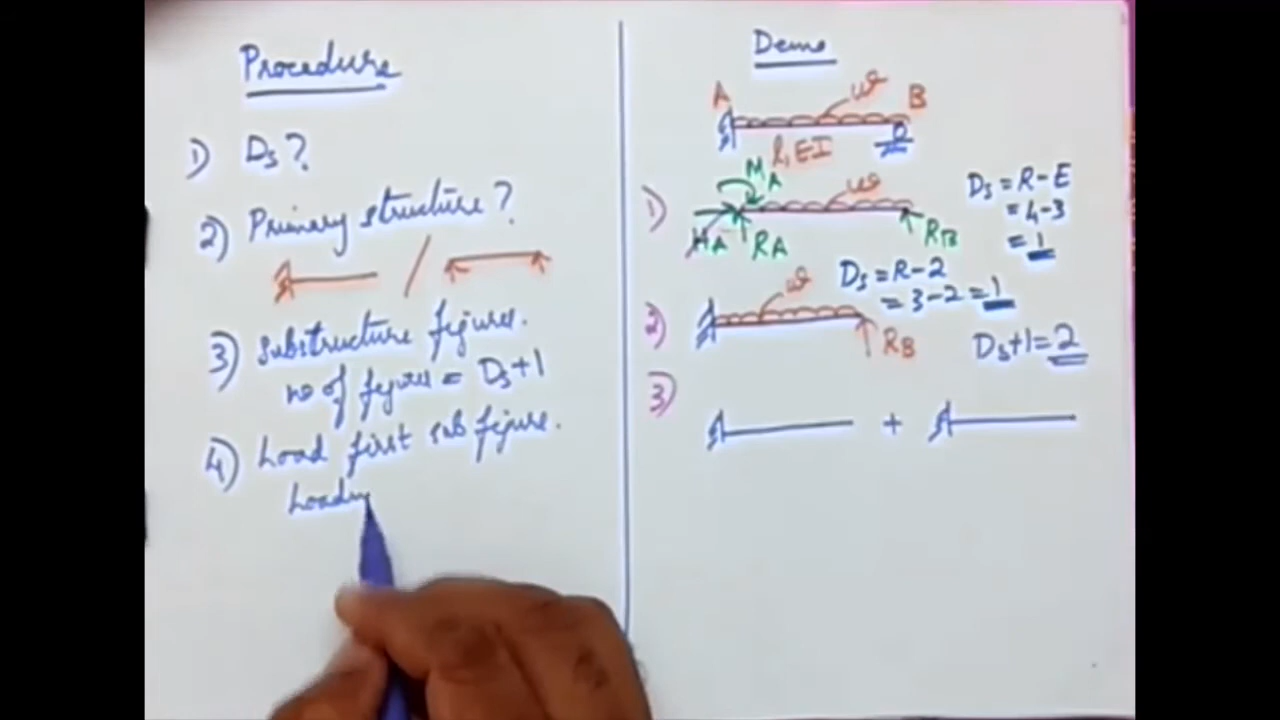 Procedure
1) Ds ?
2) Primary structure ?
/
3) Substructure figures.
no of figures = Ds+1
4) Load first sub figure.
Loadin
Demo
A w B
L, EI
1) MA w
HA RA RB
Ds = R-E
= 4-3
= 1
2) w RB
Ds = R-2
= 3-2 = 1
Ds+1 = 2
3) +